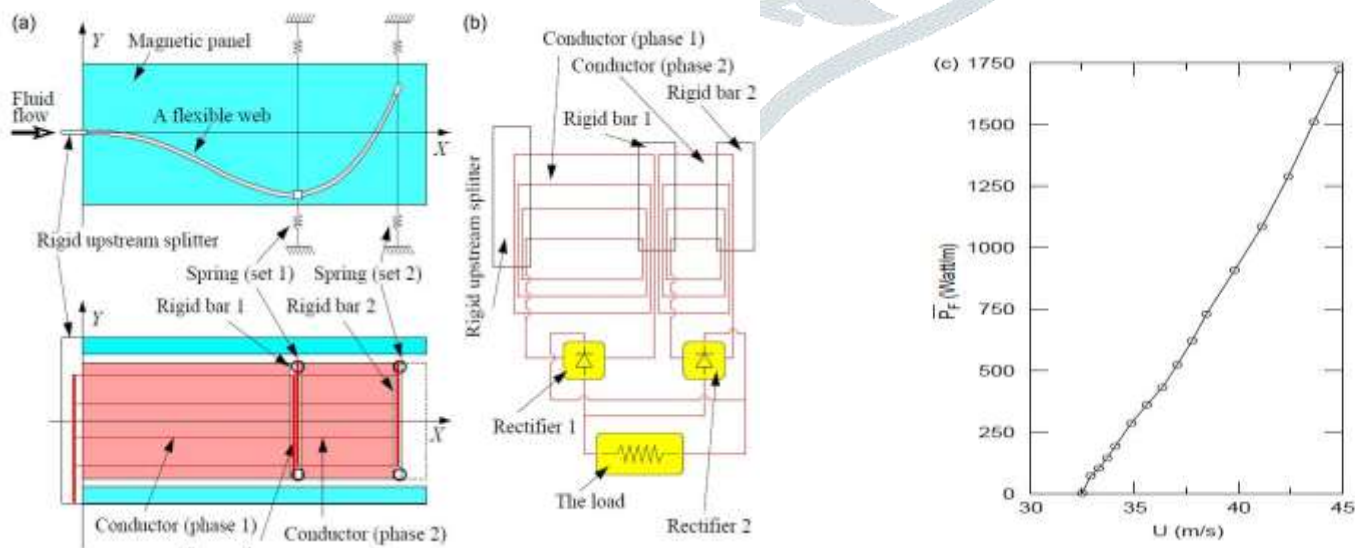 (a)
Y
Magnetic panel
Fluid
flow
A flexible web
X
Rigid upstream splitter
Spring (set 1)
Spring (set 2)
Rigid bar 1
Rigid bar 2
Y
X
Conductor (phase 1)
Conductor (phase 2)
(b)
Conductor (phase 1)
Conductor (phase 2)
Rigid bar 2
Rigid bar 1
Rigid upstream splitter
Rectifier 1
The load
Rectifier 2
(c)
1750
1500
1250
1000
750
500
250
0
P̅F (Watt/m)
30
35
40
45
U (m/s)